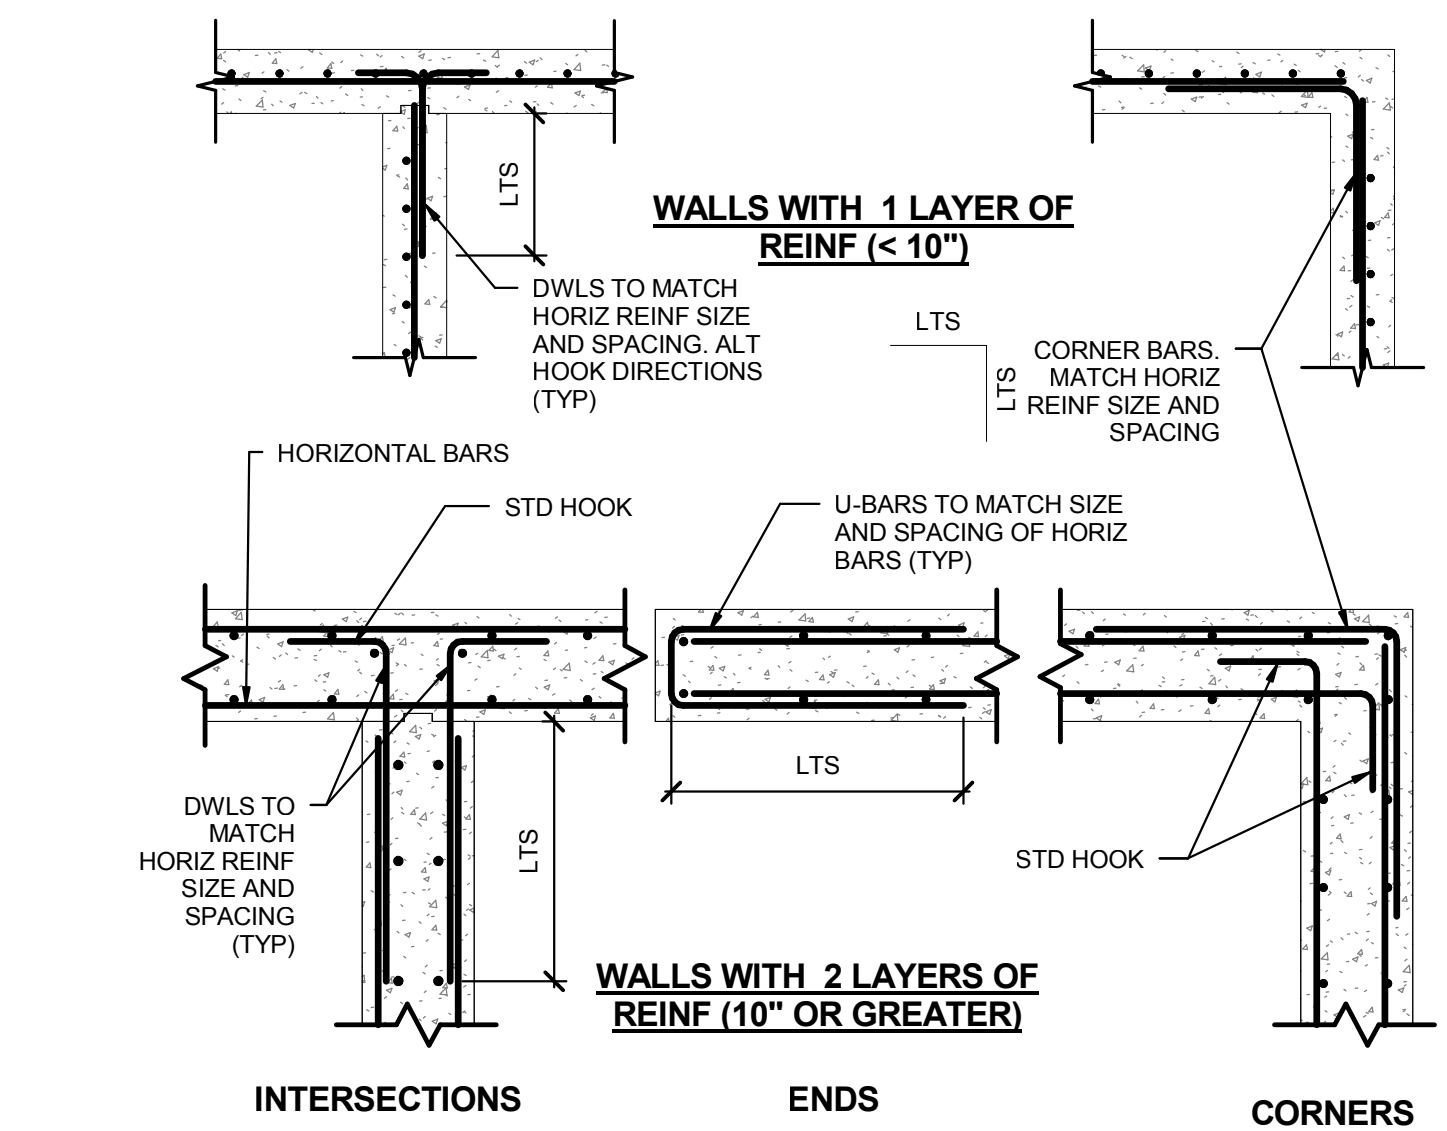 LTS
WALLS WITH  1 LAYER OF
REINF (< 10")
DWLS TO MATCH
HORIZ REINF SIZE
AND SPACING. ALT
HOOK DIRECTIONS
(TYP)
LTS
LTS
CORNER BARS.
MATCH HORIZ
REINF SIZE AND
SPACING
HORIZONTAL BARS
STD HOOK
U-BARS TO MATCH SIZE
AND SPACING OF HORIZ
BARS (TYP)
LTS
DWLS TO
MATCH
HORIZ REINF
SIZE AND
SPACING
(TYP)
LTS
STD HOOK
WALLS WITH  2 LAYERS OF
REINF (10" OR GREATER)
INTERSECTIONS
ENDS
CORNERS